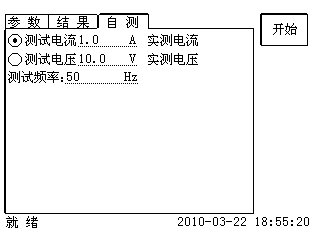 参 数 结 果 自 测
开始
测试电流1.0 A 实测电流
测试电压10.0 V 实测电压
测试频率:50 Hz
就 绪 2010-03-22 18:55:20